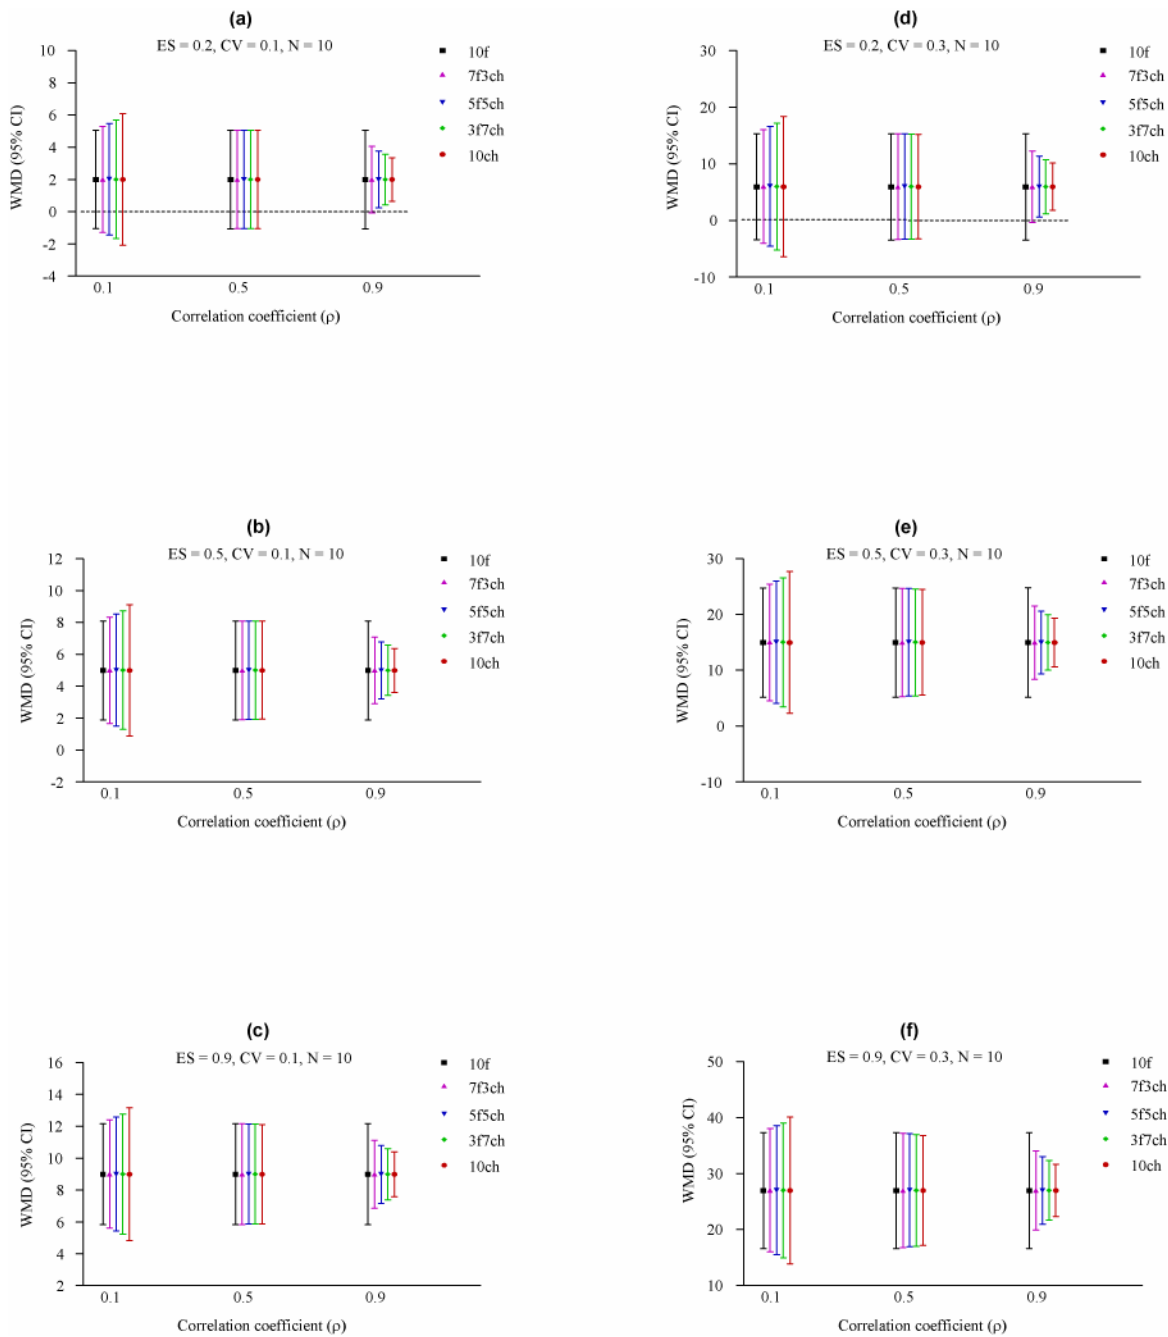 (a)
ES = 0.2, CV = 0.1, N = 10
WMD (95% CI)
10
8
6
4
2
0
-2
-4
0.1 0.5 0.9
Correlation coefficient (ρ)
10f
7f3ch
5f5ch
3f7ch
10ch
(d)
ES = 0.2, CV = 0.3, N = 10
WMD (95% CI)
30
20
10
0
-10
0.1 0.5 0.9
Correlation coefficient (ρ)
10f
7f3ch
5f5ch
3f7ch
10ch
(b)
ES = 0.5, CV = 0.1, N = 10
WMD (95% CI)
12
10
8
6
4
2
0
-2
0.1 0.5 0.9
Correlation coefficient (ρ)
10f
7f3ch
5f5ch
3f7ch
10ch
(e)
ES = 0.5, CV = 0.3, N = 10
WMD (95% CI)
30
20
10
0
-10
0.1 0.5 0.9
Correlation coefficient (ρ)
10f
7f3ch
5f5ch
3f7ch
10ch
(c)
ES = 0.9, CV = 0.1, N = 10
WMD (95% CI)
16
14
12
10
8
6
4
2
0.1 0.5 0.9
Correlation coefficient (ρ)
10f
7f3ch
5f5ch
3f7ch
10ch
(f)
ES = 0.9, CV = 0.3, N = 10
WMD (95% CI)
50
40
30
20
10
0.1 0.5 0.9
Correlation coefficient (ρ)
10f
7f3ch
5f5ch
3f7ch
10ch